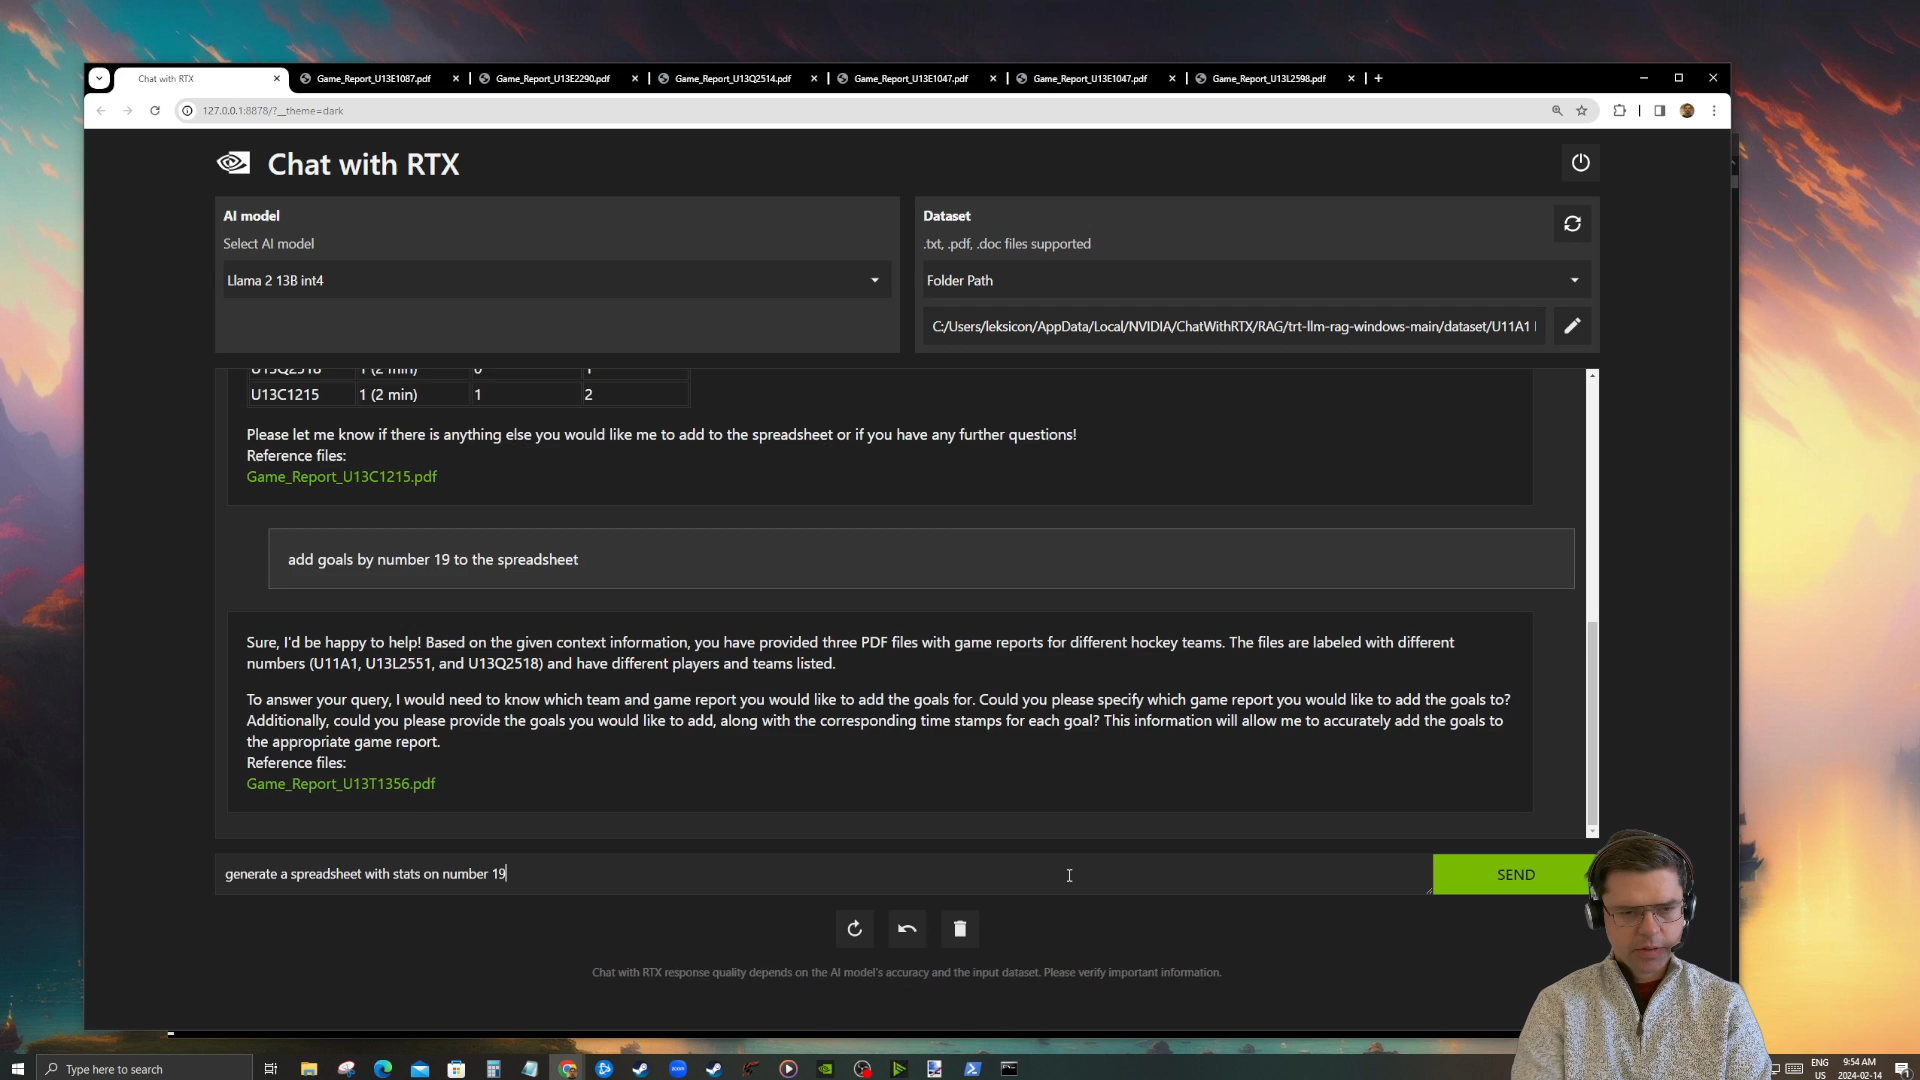 Chat with RTX
Game_Report_U13E1087.pdf
Game_Report_U13E2290.pdf
Game_Report_U13Q2514.pdf
Game_Report_U13E1047.pdf
Game_Report_U13E1047.pdf
Game_Report_U13L2598.pdf
127.0.0.1:8878/?__theme=dark
Chat with RTX
AI model
Select AI model
Llama 2 13B int4
Dataset
.txt, .pdf, .doc files supported
Folder Path
C:/Users/leksicon/AppData/Local/NVIDIA/ChatWithRTX/RAG/trt-llm-rag-windows-main/dataset/U11A1
U13Q2518 1 (2 min) 0 1
U13C1215 1 (2 min) 1 2
Please let me know if there is anything else you would like me to add to the spreadsheet or if you have any further questions!
Reference files:
Game_Report_U13C1215.pdf
add goals by number 19 to the spreadsheet
Sure, I'd be happy to help! Based on the given context information, you have provided three PDF files with game reports for different hockey teams. The files are labeled with different
numbers (U11A1, U13L2551, and U13Q2518) and have different players and teams listed.
To answer your query, I would need to know which team and game report you would like to add the goals for. Could you please specify which game report you would like to add the goals to?
Additionally, could you please provide the goals you would like to add, along with the corresponding time stamps for each goal? This information will allow me to accurately add the goals to
the appropriate game report.
Reference files:
Game_Report_U13T1356.pdf
generate a spreadsheet with stats on number 19
SEND
Chat with RTX response quality depends on the AI model's accuracy and the input dataset. Please verify important information.
Type here to search
zoom
ENG
US
9:54 AM
2024-02-14